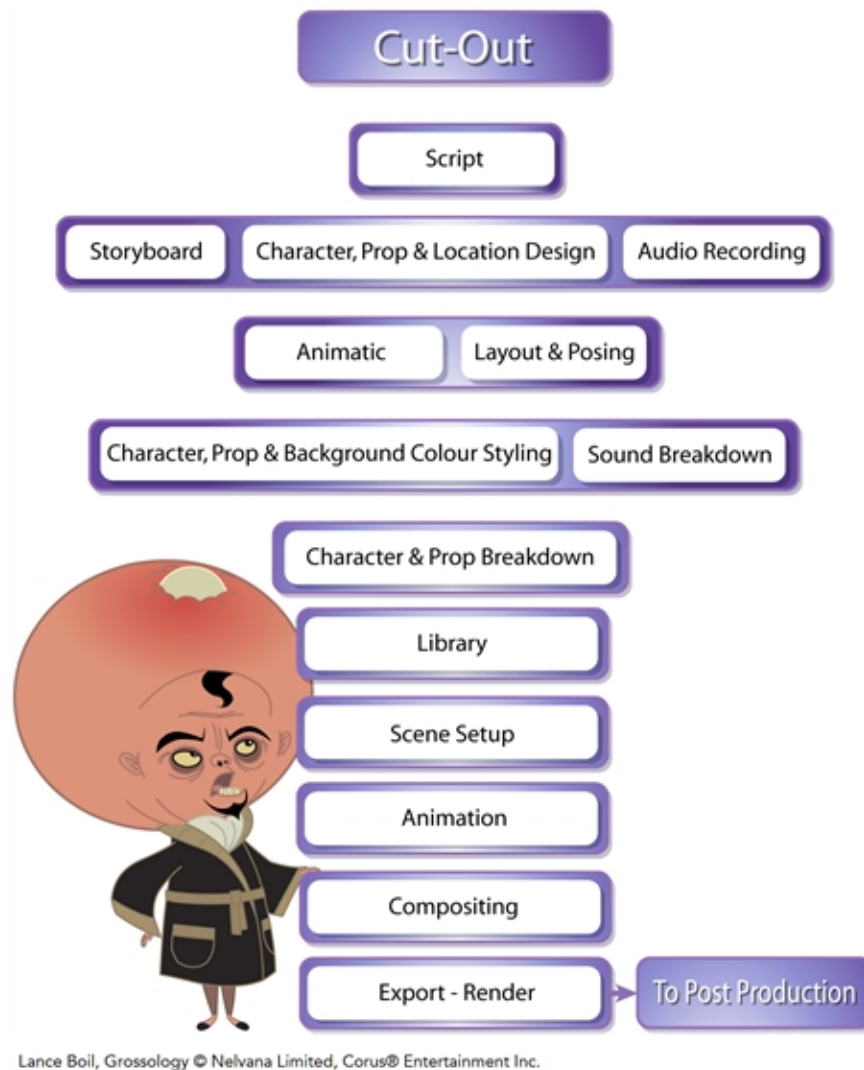 Cut-Out
Script
Storyboard
Character, Prop & Location Design
Audio Recording
Animatic
Layout & Posing
Character, Prop & Background Colour Styling
Sound Breakdown
Character & Prop Breakdown
Library
Scene Setup
Animation
Compositing
Export - Render
To Post Production
Lance Boil, Grossology © Nelvana Limited, Corus® Entertainment Inc.